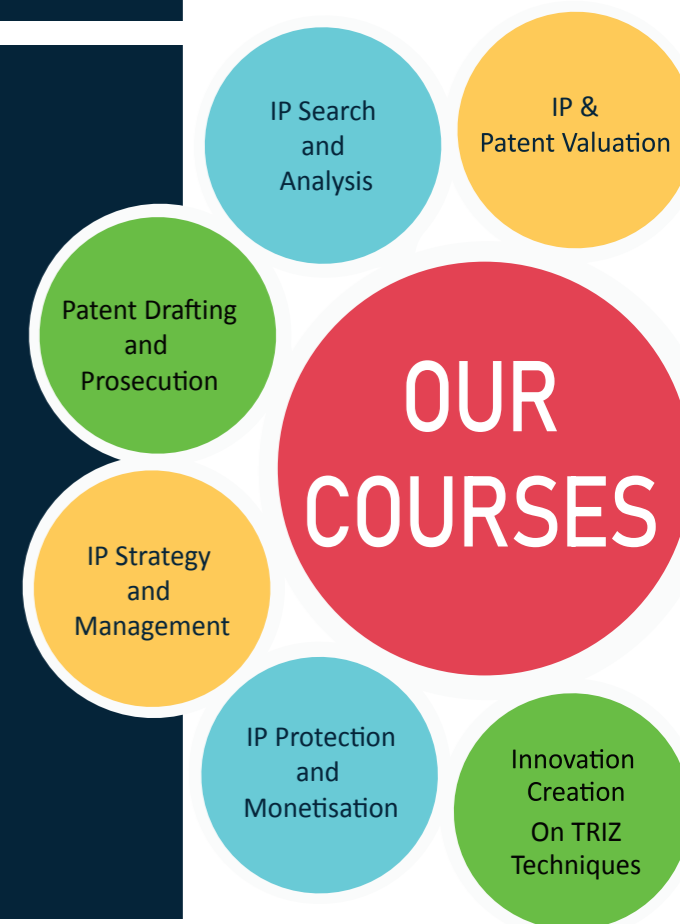 IP Search
and
Analysis
IP &
Patent Valuation
Patent Drafting
and
Prosecution
OUR
COURSES
IP Strategy
and
Management
IP Protection
and
Monetisation
Innovation
Creation
On TRIZ
Techniques